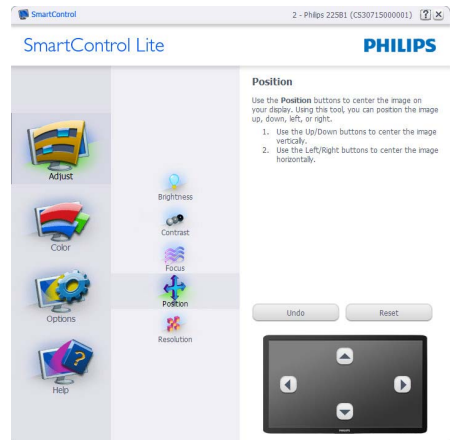 SmartControl
2 - Philips 225B1 (CS30715000001)
SmartControl Lite
PHILIPS
Adjust
Color
Options
Help
Brightness
Contrast
Focus
Position
Resolution
Position
Use the Position buttons to center the image on
your display. Using this tool, you can position the image
up, down, left, or right.
1. Use the Up/Down buttons to center the image
vertically.
2. Use the Left/Right buttons to center the image
horizontally.
Undo
Reset
PHILIPS